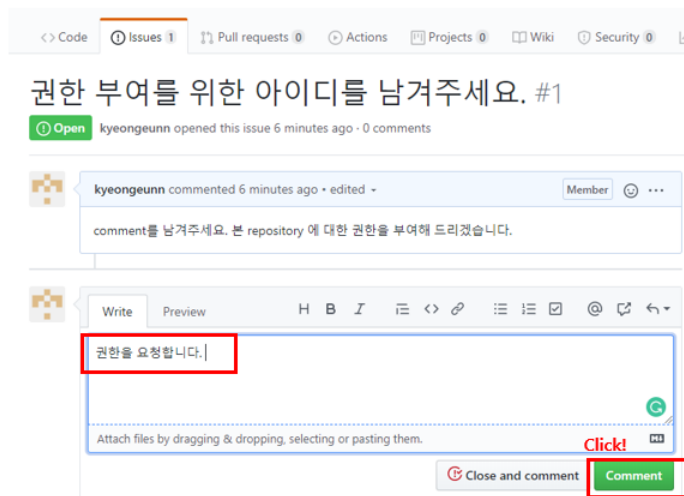 <> Code Issues 1 Pull requests 0 Actions Projects 0 Wiki Security 0
권한 부여를 위한 아이디를 남겨주세요. #1
Open kyeongeunn opened this issue 6 minutes ago · 0 comments
kyeongeunn commented 6 minutes ago • edited Member
comment를 남겨주세요. 본 repository 에 대한 권한을 부여해 드리겠습니다.
Write Preview H B I
권한을 요청합니다.
Attach files by dragging & dropping, selecting or pasting them.
Click!
Close and comment Comment